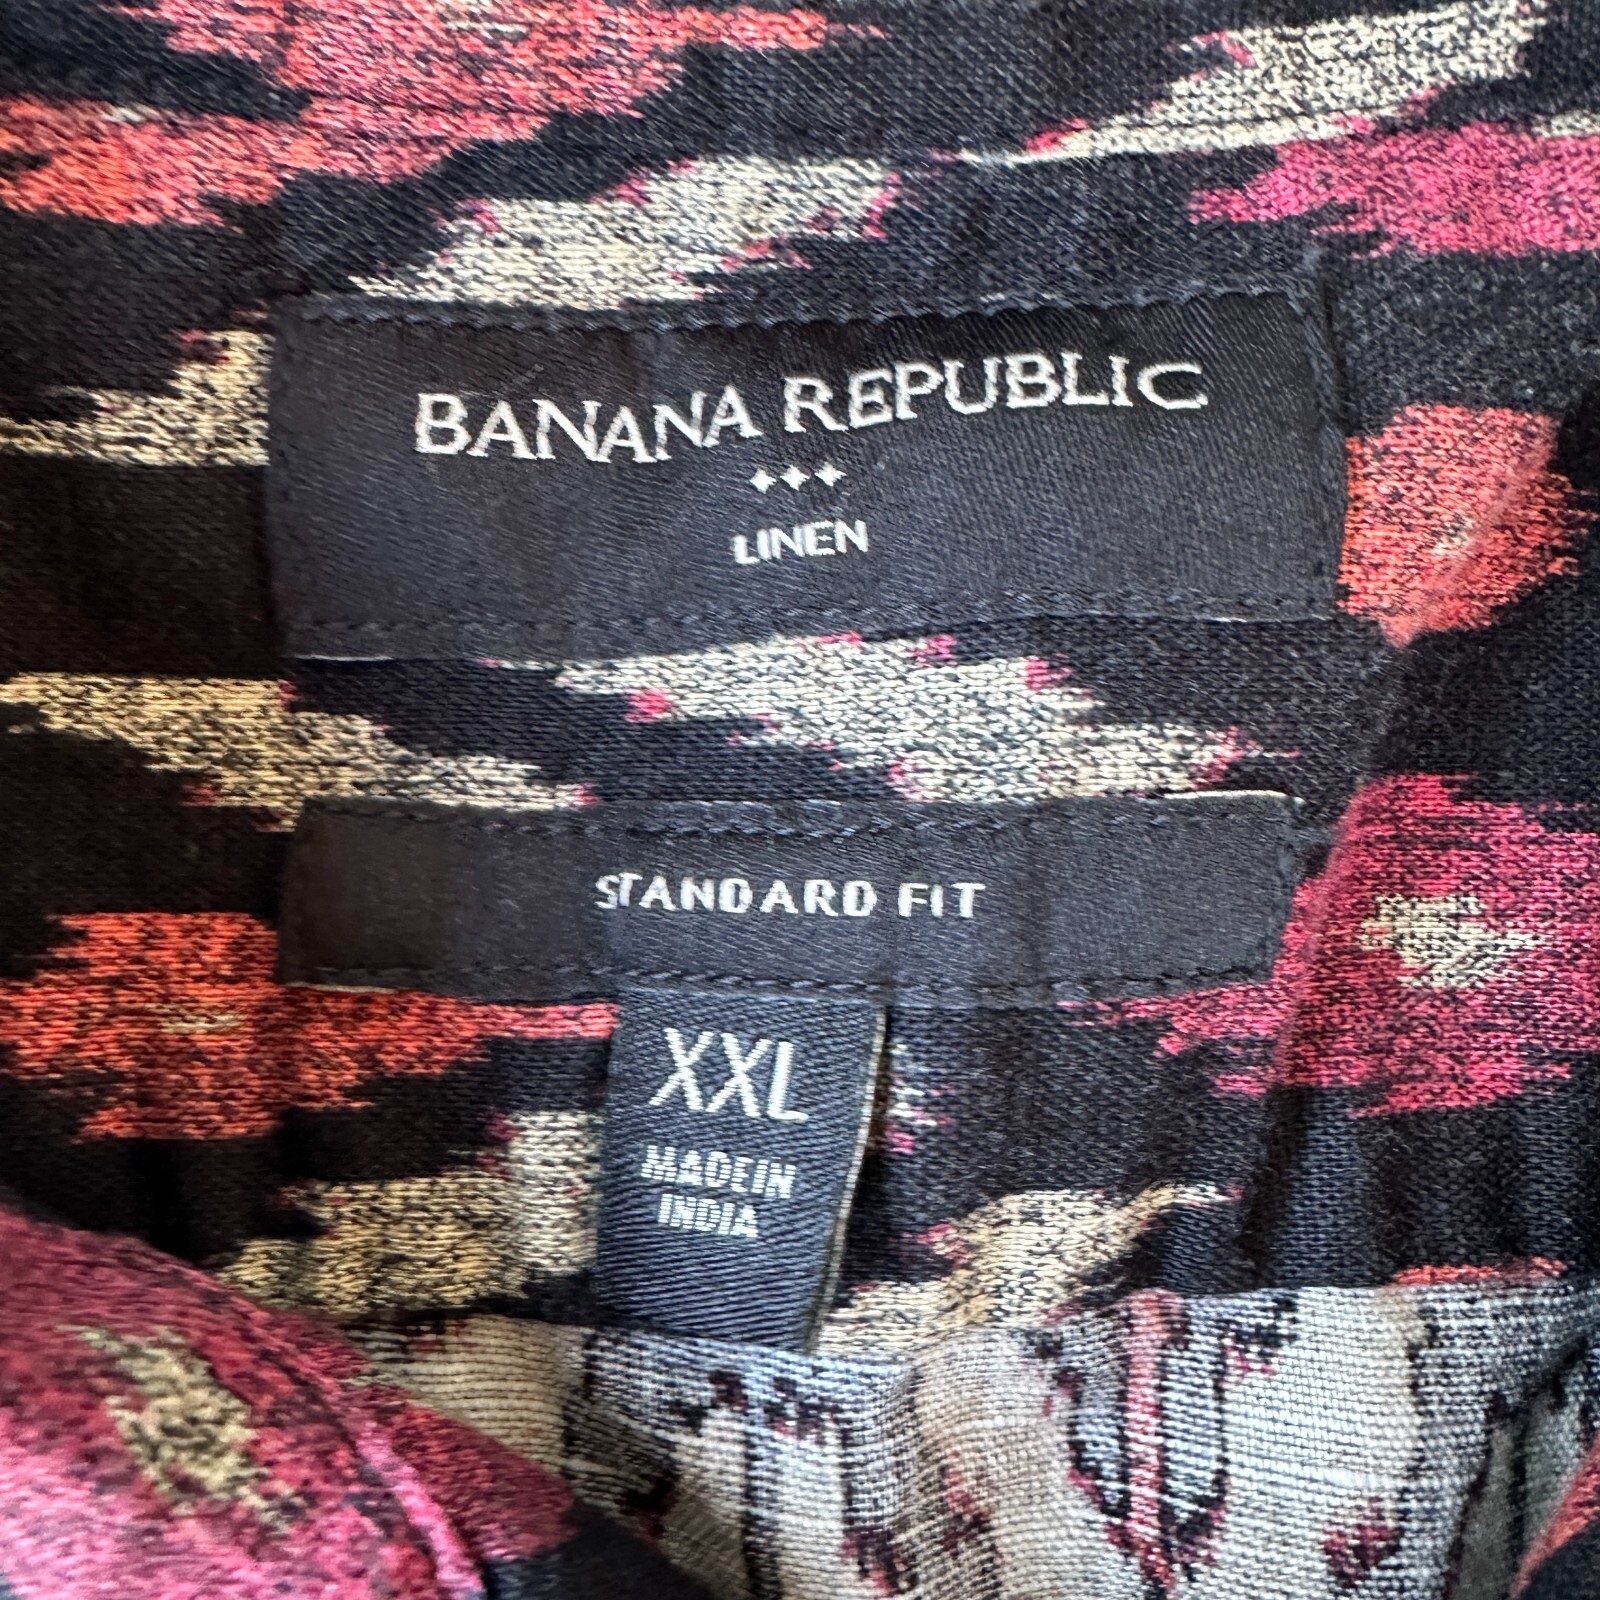 BANANA REPUBLIC
LINEN
STANDARD FIT
XXL
MADE IN
INDIA